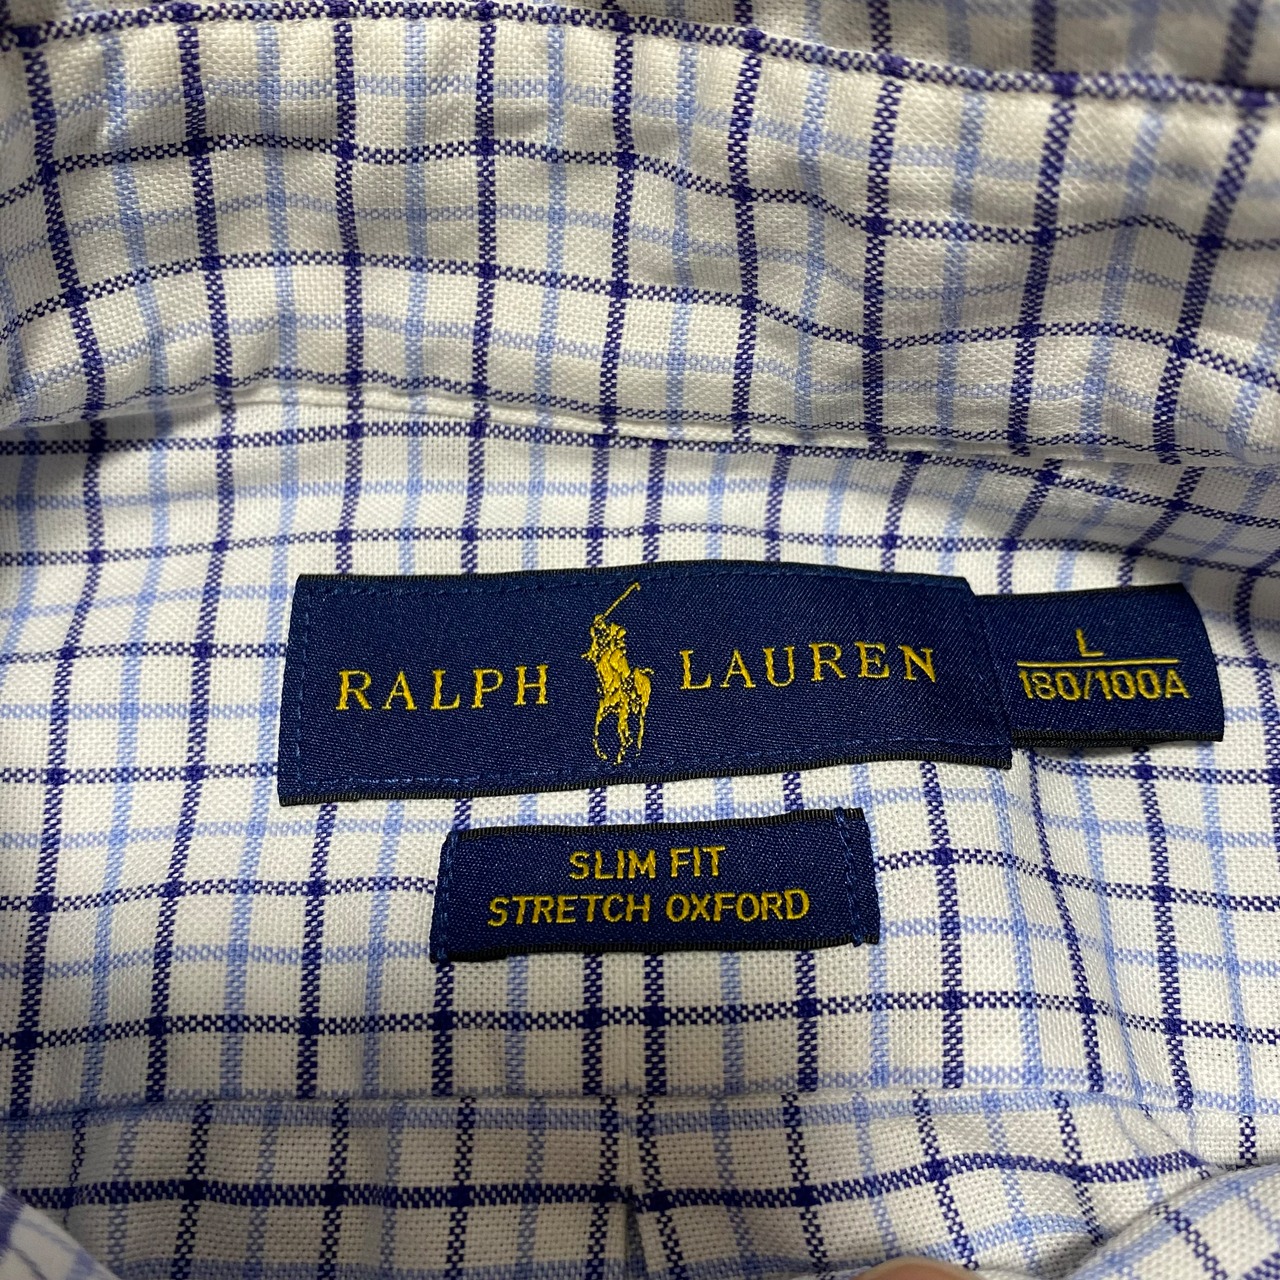 RALPH LAUREN
L
180/100A
SLIM FIT
STRETCH OXFORD